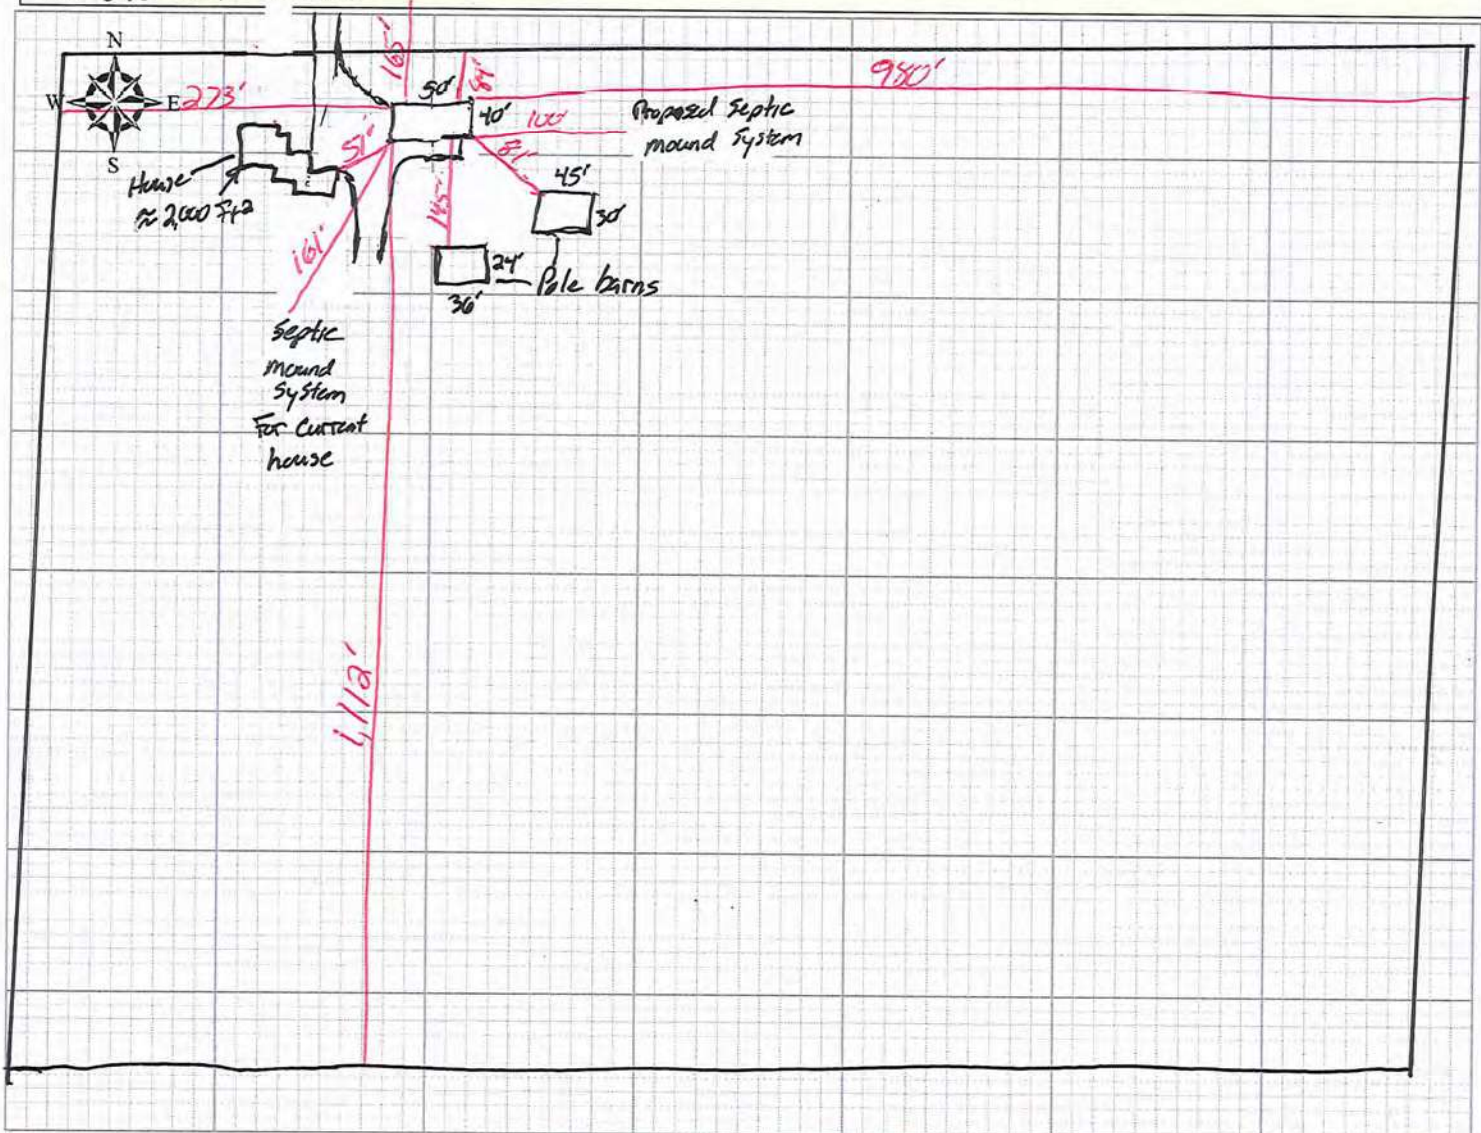 N
W
E
S
273'
165'
84'
980'
50'
40'
100'
Proposed Septic
mound System
51'
81'
House
≈ 2,000 Ft²
45'
30'
145'
161'
24'
36'
Pole barns
Septic
mound
System
For Current
house
1,112'